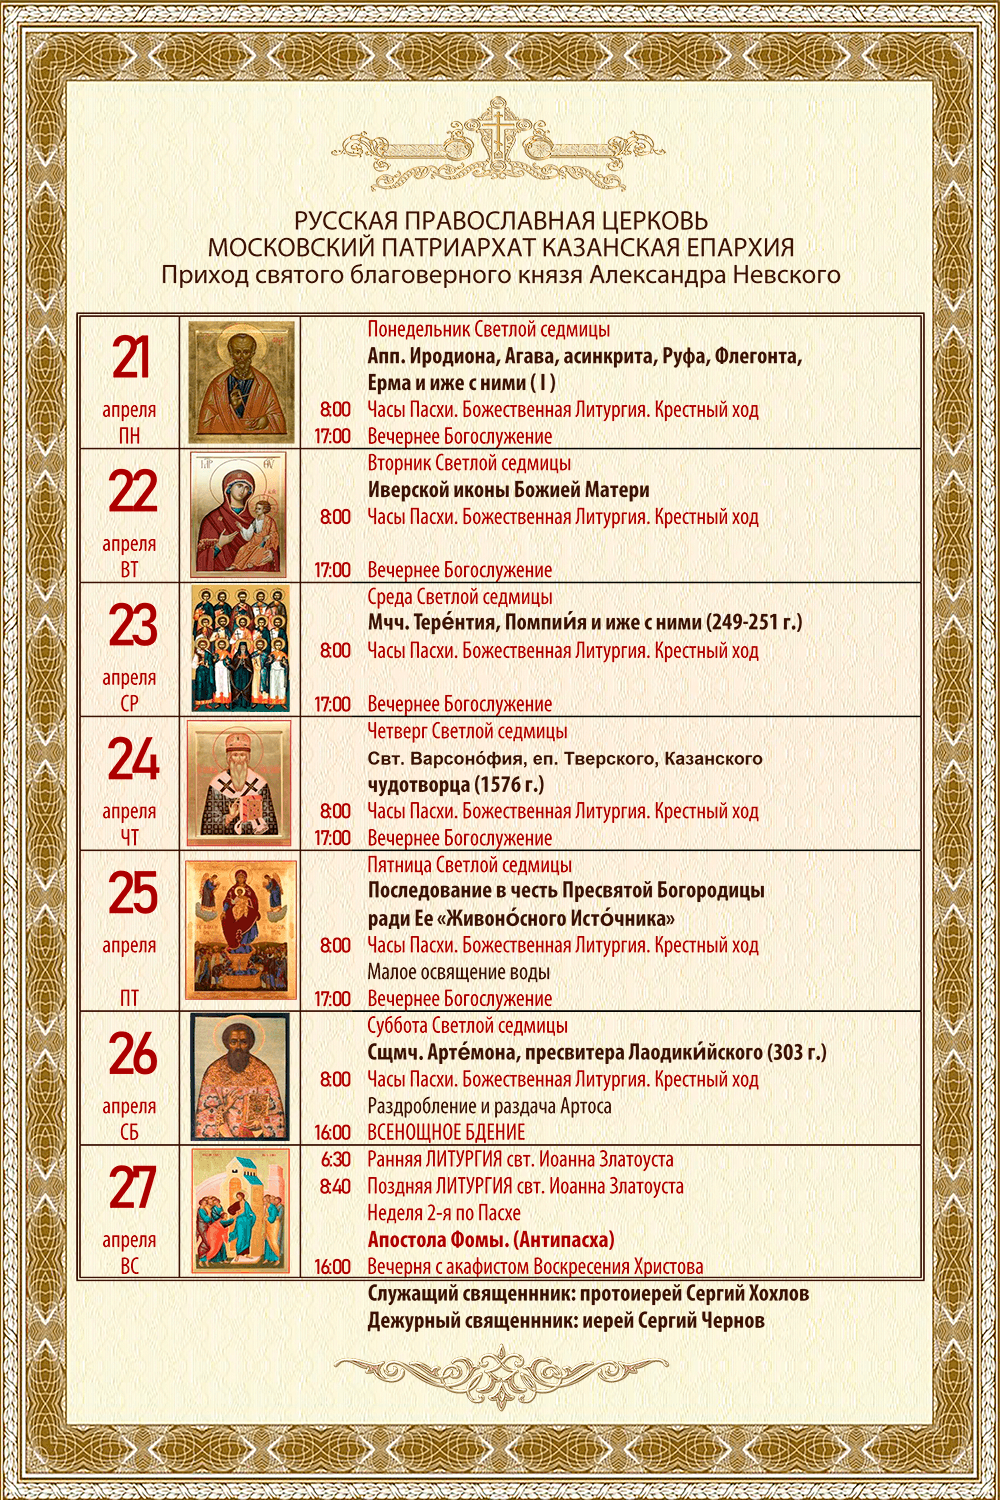 РУССКАЯ ПРАВОСЛАВНАЯ ЦЕРКОВЬ
МОСКОВСКИЙ ПАТРИАРХАТ КАЗАНСКАЯ ЕПАРХИЯ
Приход святого благоверного князя Александра Невского
21
апреля
ПН
Понедельник Светлой седмицы
Апп. Иродиона, Агава, асинкрита, Руфа, Флегонта,
Ерма и иже с ними ( I )
8:00 Часы Пасхи. Божественная Литургия. Крестный ход
17:00 Вечернее Богослужение
22
апреля
ВТ
Вторник Светлой седмицы
Иверской иконы Божией Матери
8:00 Часы Пасхи. Божественная Литургия. Крестный ход
17:00 Вечернее Богослужение
23
апреля
СР
Среда Светлой седмицы
Мчч. Тере́нтия, Помпи́я и иже с ними (249-251 г.)
8:00 Часы Пасхи. Божественная Литургия. Крестный ход
17:00 Вечернее Богослужение
24
апреля
ЧТ
Четверг Светлой седмицы
Свт. Варсоно́фия, еп. Тверского, Казанского
чудотворца (1576 г.)
8:00 Часы Пасхи. Божественная Литургия. Крестный ход
17:00 Вечернее Богослужение
25
апреля
ПТ
Пятница Светлой седмицы
Последование в честь Пресвятой Богородицы
ради Ее «Живоно́сного Исто́чника»
8:00 Часы Пасхи. Божественная Литургия. Крестный ход
Малое освящение воды
17:00 Вечернее Богослужение
26
апреля
СБ
Суббота Светлой седмицы
Сщмч. Арте́мона, пресвитера Лаодики́йского (303 г.)
8:00 Часы Пасхи. Божественная Литургия. Крестный ход
Раздробление и раздача Артоса
16:00 ВСЕНОЩНОЕ БДЕНИЕ
27
апреля
ВС
6:30 Ранняя ЛИТУРГИЯ свт. Иоанна Златоуста
8:40 Поздняя ЛИТУРГИЯ свт. Иоанна Златоуста
Неделя 2-я по Пасхе
Апостола Фомы. (Антипасха)
16:00 Вечерня с акафистом Воскресения Христова
Служащий священнник: протоиерей Сергий Хохлов
Дежурный священнник: иерей Сергий Чернов